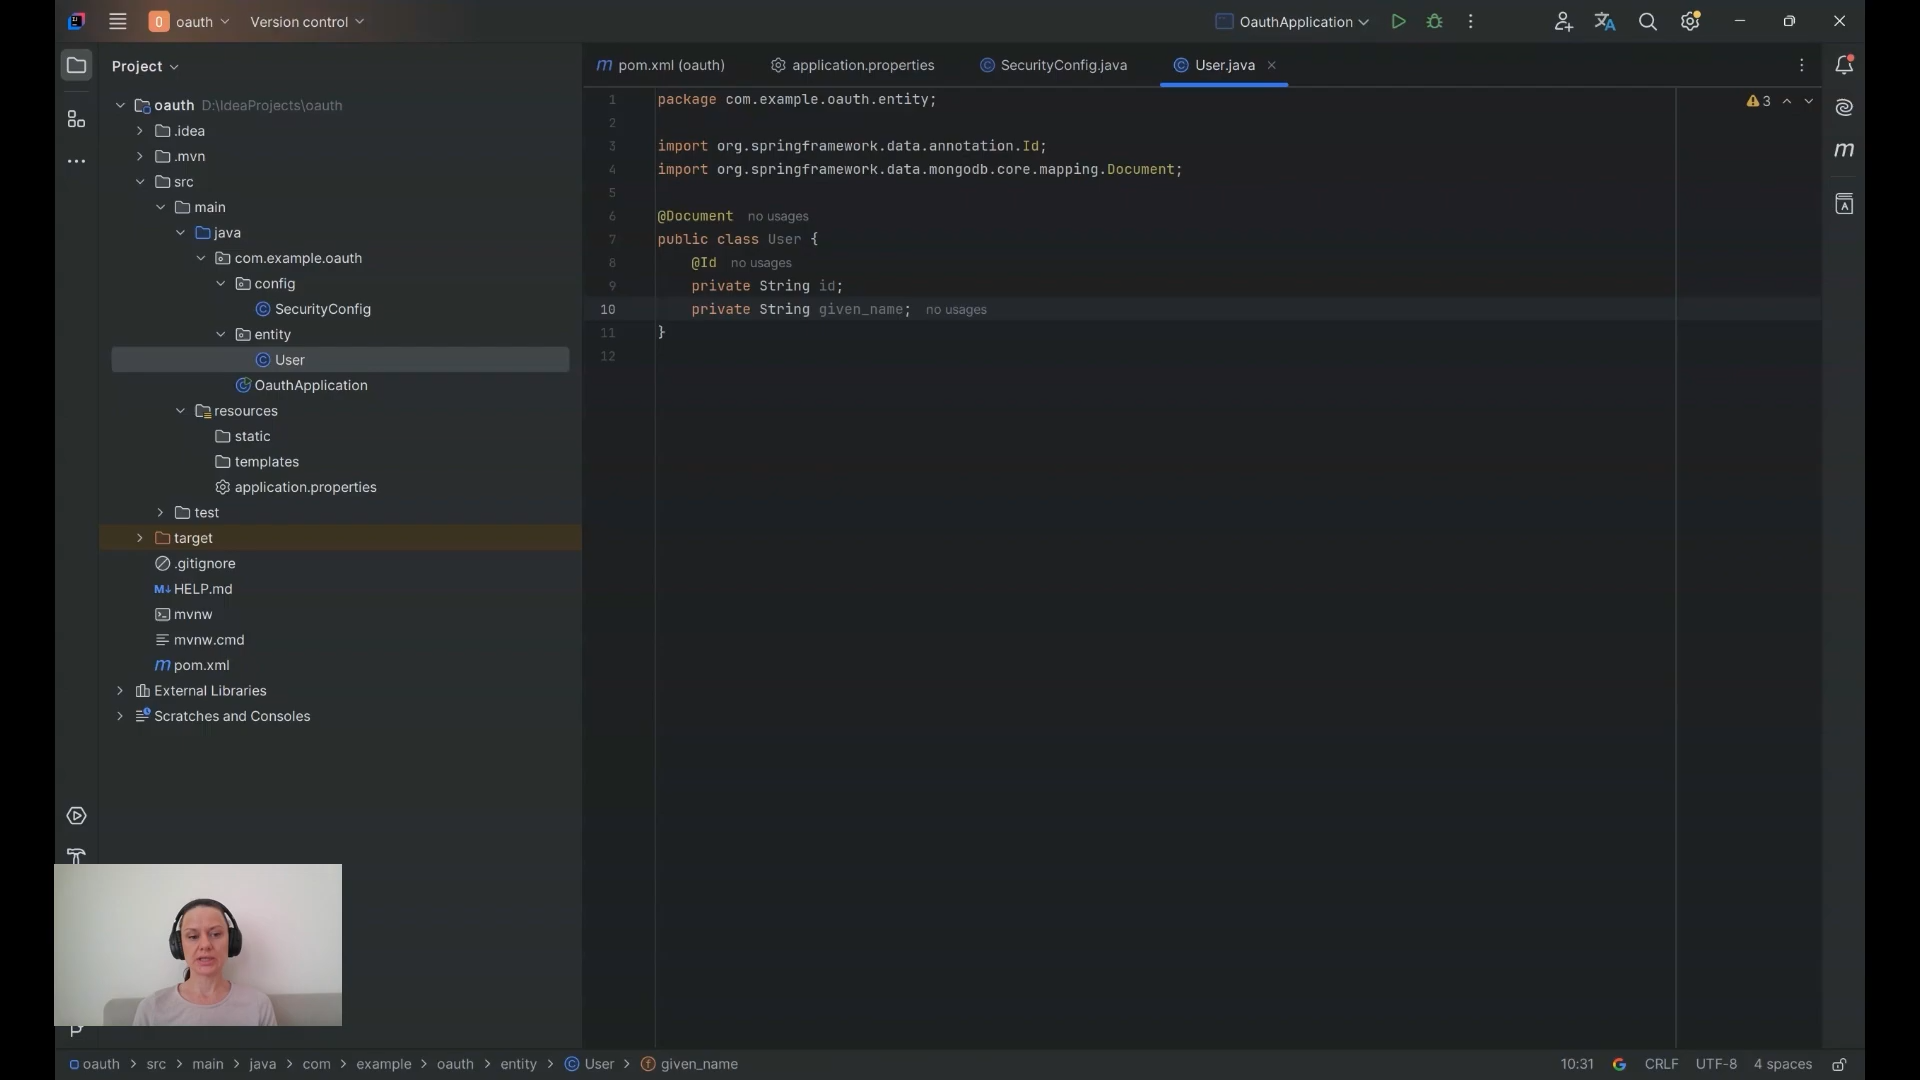 oauth
Version control
OauthApplication
Project
pom.xml (oauth)
application.properties
SecurityConfig.java
User.java
oauth D:\IdeaProjects\oauth
.idea
.mvn
src
main
java
com.example.oauth
config
SecurityConfig
entity
User
OauthApplication
resources
static
templates
application.properties
test
target
.gitignore
HELP.md
mvnw
mvnw.cmd
pom.xml
External Libraries
Scratches and Consoles
1 package com.example.oauth.entity;
2
3 import org.springframework.data.annotation.Id;
4 import org.springframework.data.mongodb.core.mapping.Document;
5
6 @Document no usages
7 public class User {
8 @Id no usages
9 private String id;
10 private String given_name; no usages
11 }
12
3
oauth > src > main > java > com > example > oauth > entity > User > given_name
10:31
CRLF
UTF-8
4 spaces